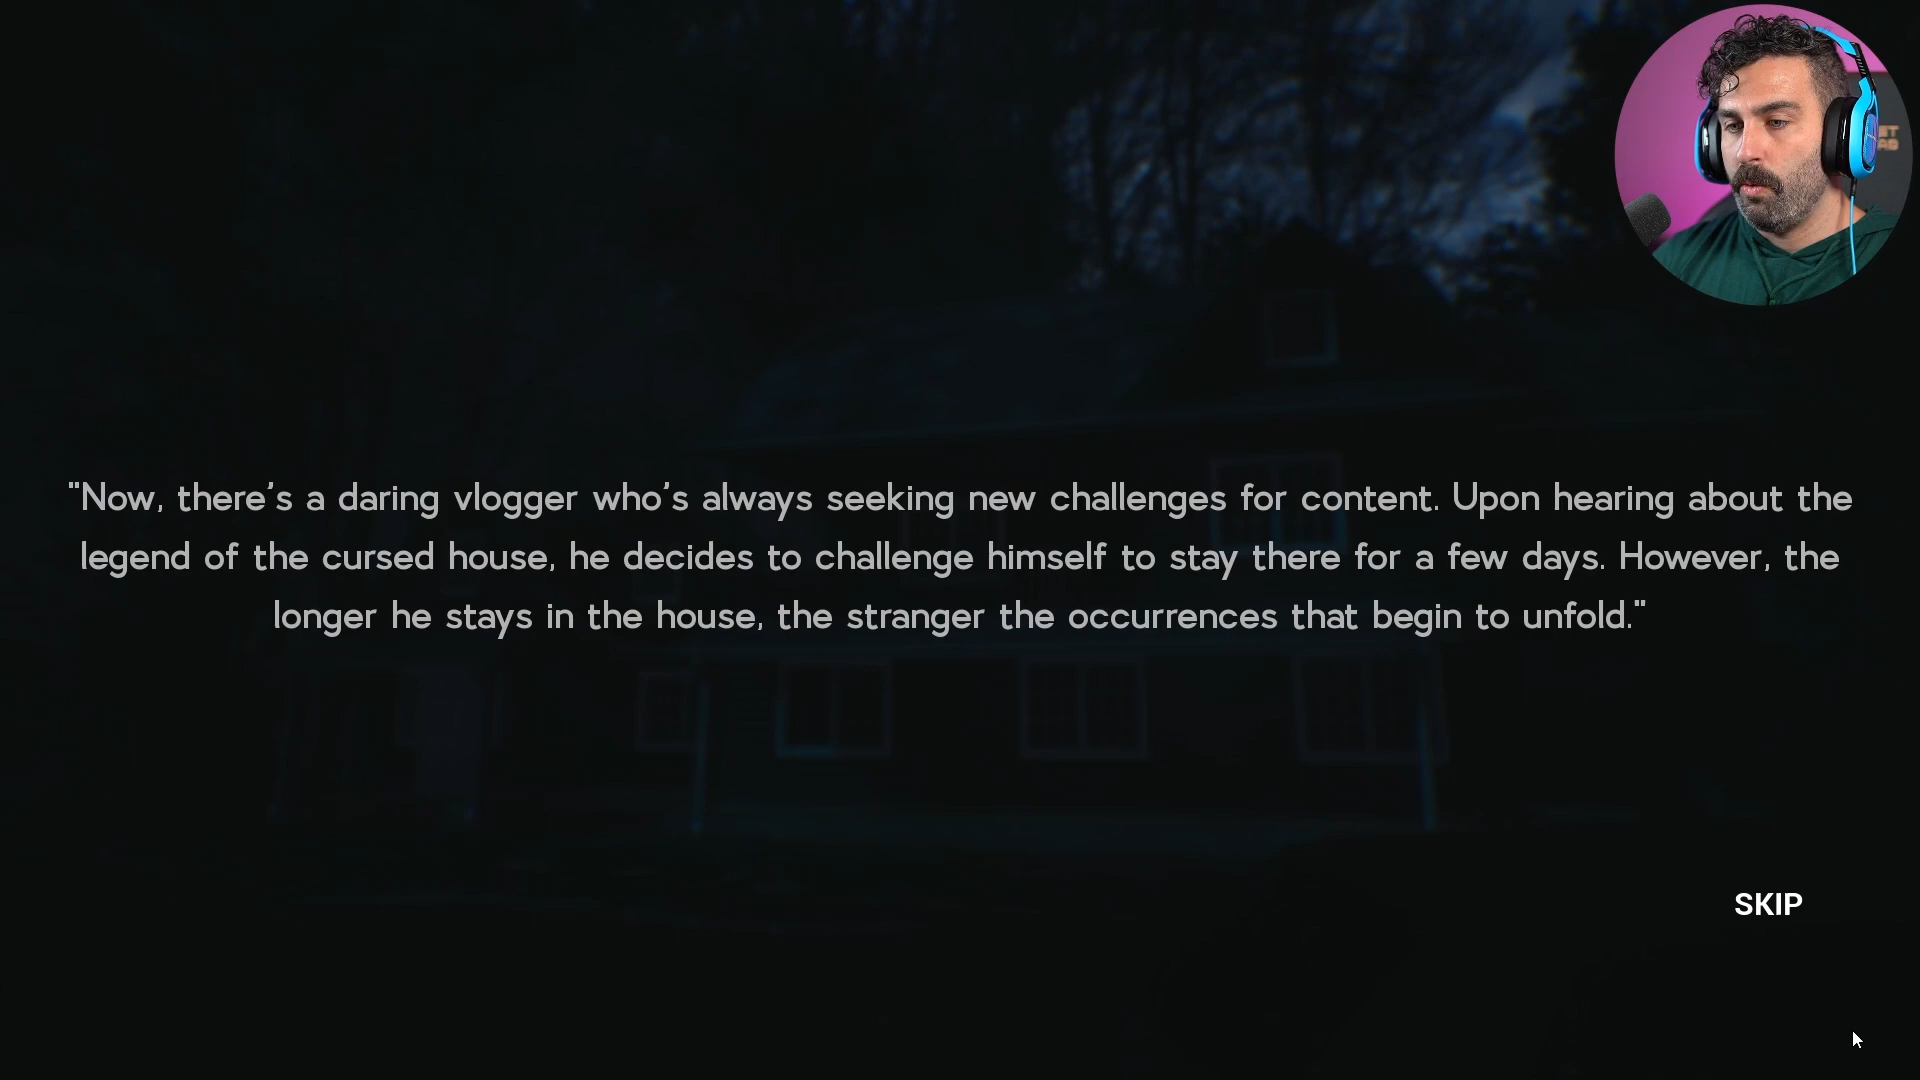 "Now, there's a daring vlogger who's always seeking new challenges for content. Upon hearing about the
legend of the cursed house, he decides to challenge himself to stay there for a few days. However, the
longer he stays in the house, the stranger the occurrences that begin to unfold."
SKIP